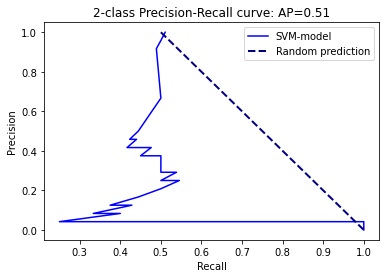 2-class Precision-Recall curve: AP=0.51
SVM-model
Random prediction
Precision
1.0
0.8
0.6
0.4
0.2
0.0
0.3 0.4 0.5 0.6 0.7 0.8 0.9 1.0
Recall